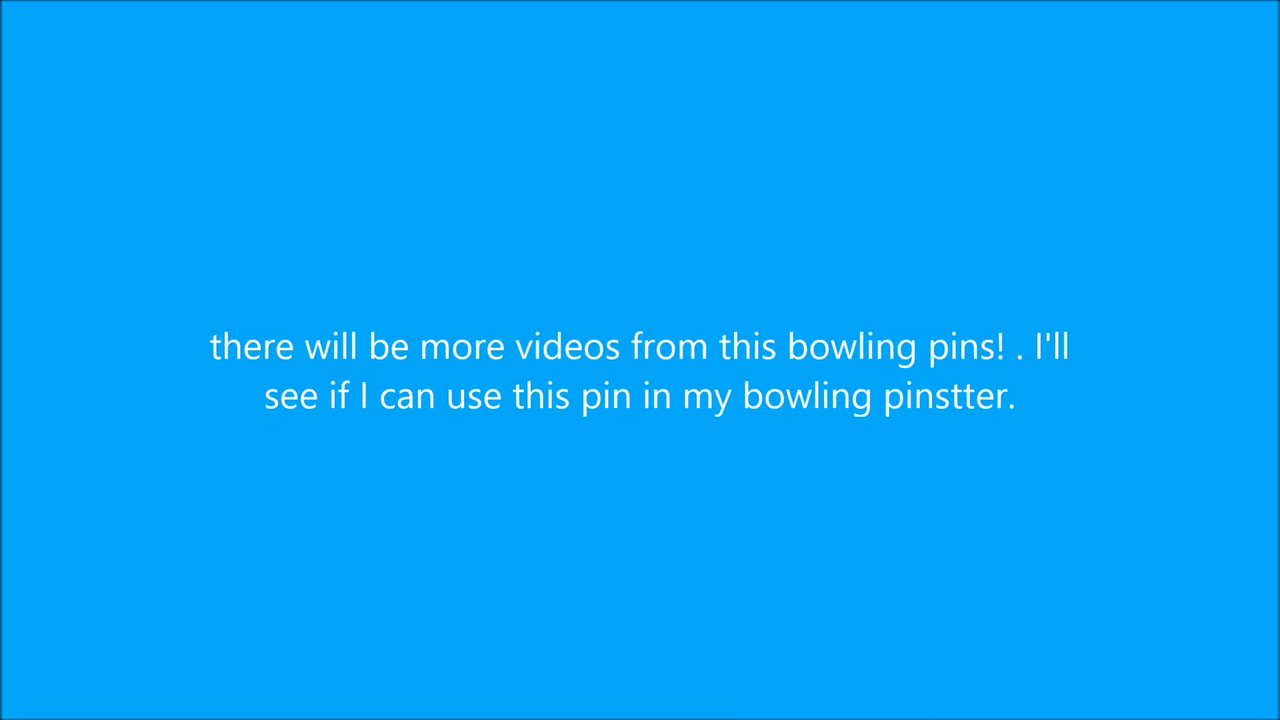 there will be more videos from this bowling pins! . I'll
see if I can use this pin in my bowling pinstter.